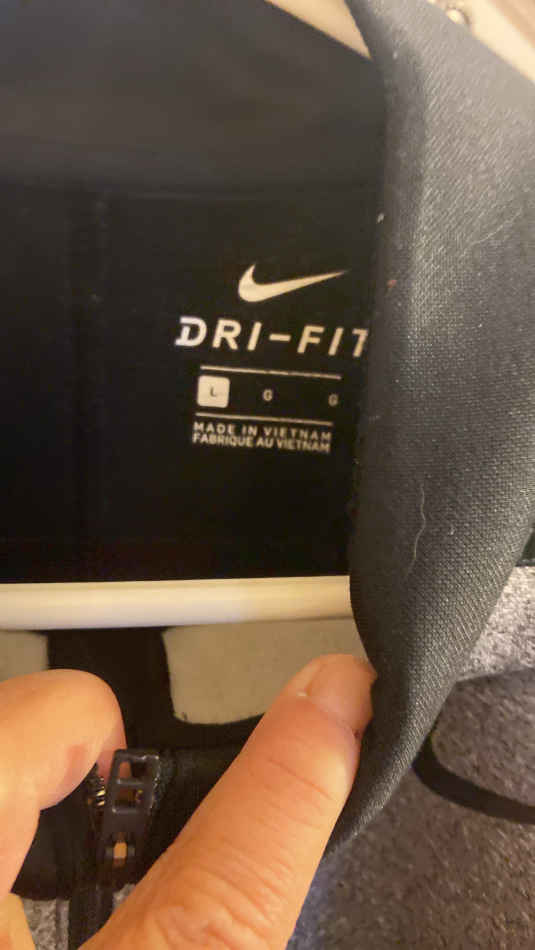 DRI-FIT
L G G
MADE IN VIETNAM
FABRIQUE AU VIETNAM